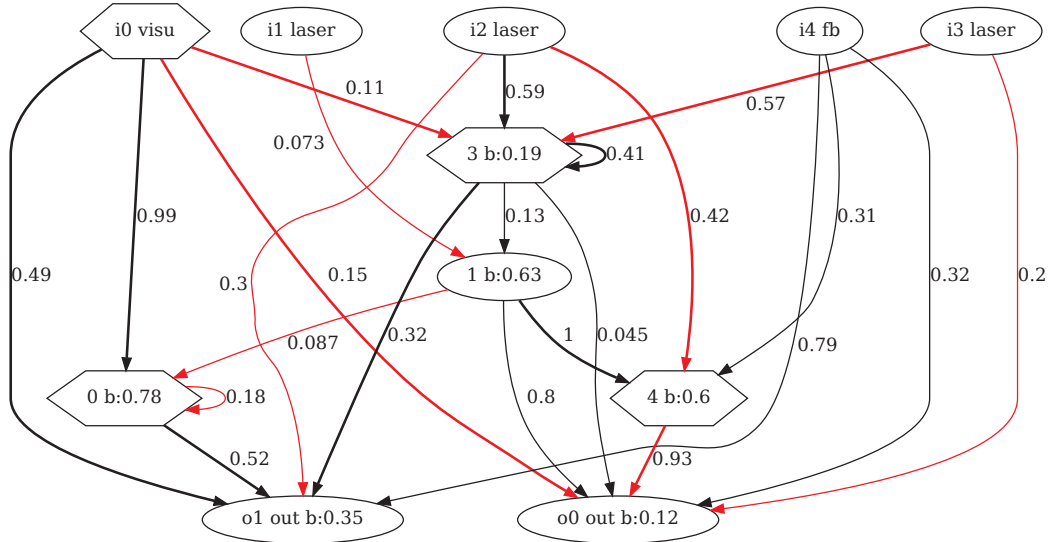 i0 visu
i1 laser
i2 laser
i4 fb
i3 laser
0.11
0.59
0.57
0.073
3 b:0.19
0.41
0.99
0.13
0.42
0.31
0.49
0.3
0.15
1 b:0.63
0.32
0.2
0.087
0.32
1
0.045
0.79
0 b:0.78
0.18
0.8
4 b:0.6
0.52
0.93
o1 out b:0.35
o0 out b:0.12